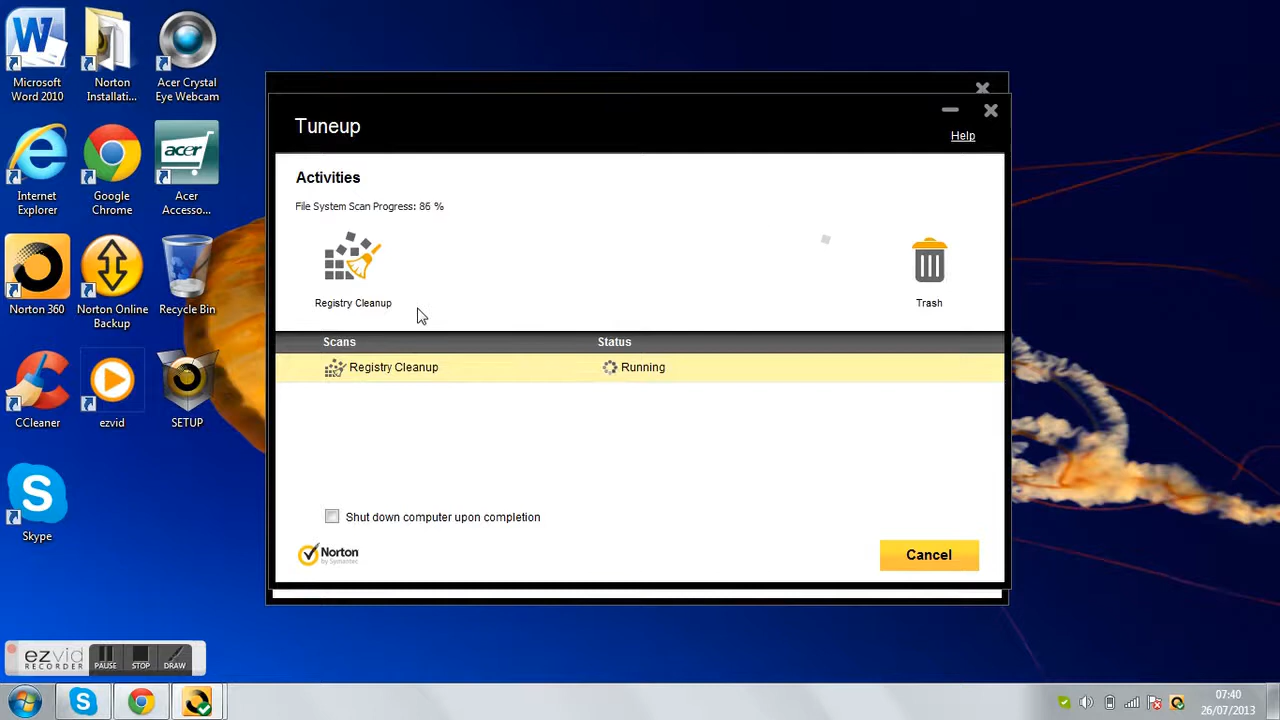 Microsoft
Word 2010
Norton
Installati...
Acer Crystal
Eye Webcam
Internet
Explorer
Google
Chrome
acer
Acer
Accesso...
Norton 360
Norton Online
Backup
Recycle Bin
CCleaner
ezvid
SETUP
Skype
Tuneup
Help
Activities
File System Scan Progress: 86 %
Registry Cleanup
Trash
Scans
Status
Registry Cleanup
Running
Shut down computer upon completion
Norton
by Symantec
Cancel
ezvid
RECORDER
PAUSE
STOP
DRAW
07:40
26/07/2013